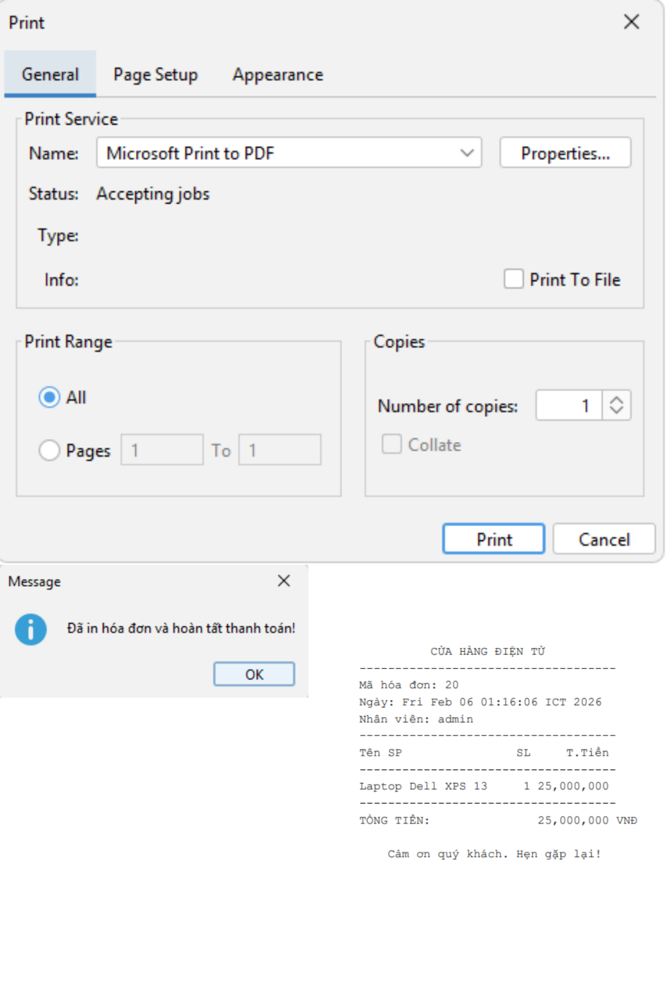 Print
General Page Setup Appearance
Print Service
Name: Microsoft Print to PDF Properties...
Status: Accepting jobs
Type:
Info: Print To File
Print Range
All
Pages 1 To 1
Copies
Number of copies: 1
Collate
Print Cancel
Message
Đã in hóa đơn và hoàn tất thanh toán!
OK
CỬA HÀNG ĐIỆN TỬ
------------------------------------
Mã hóa đơn: 20
Ngày: Fri Feb 06 01:16:06 ICT 2026
Nhân viên: admin
------------------------------------
Tên SP SL T.Tiền
------------------------------------
Laptop Dell XPS 13 1 25,000,000
------------------------------------
TỔNG TIỀN: 25,000,000 VNĐ
Cảm ơn quý khách. Hẹn gặp lại!